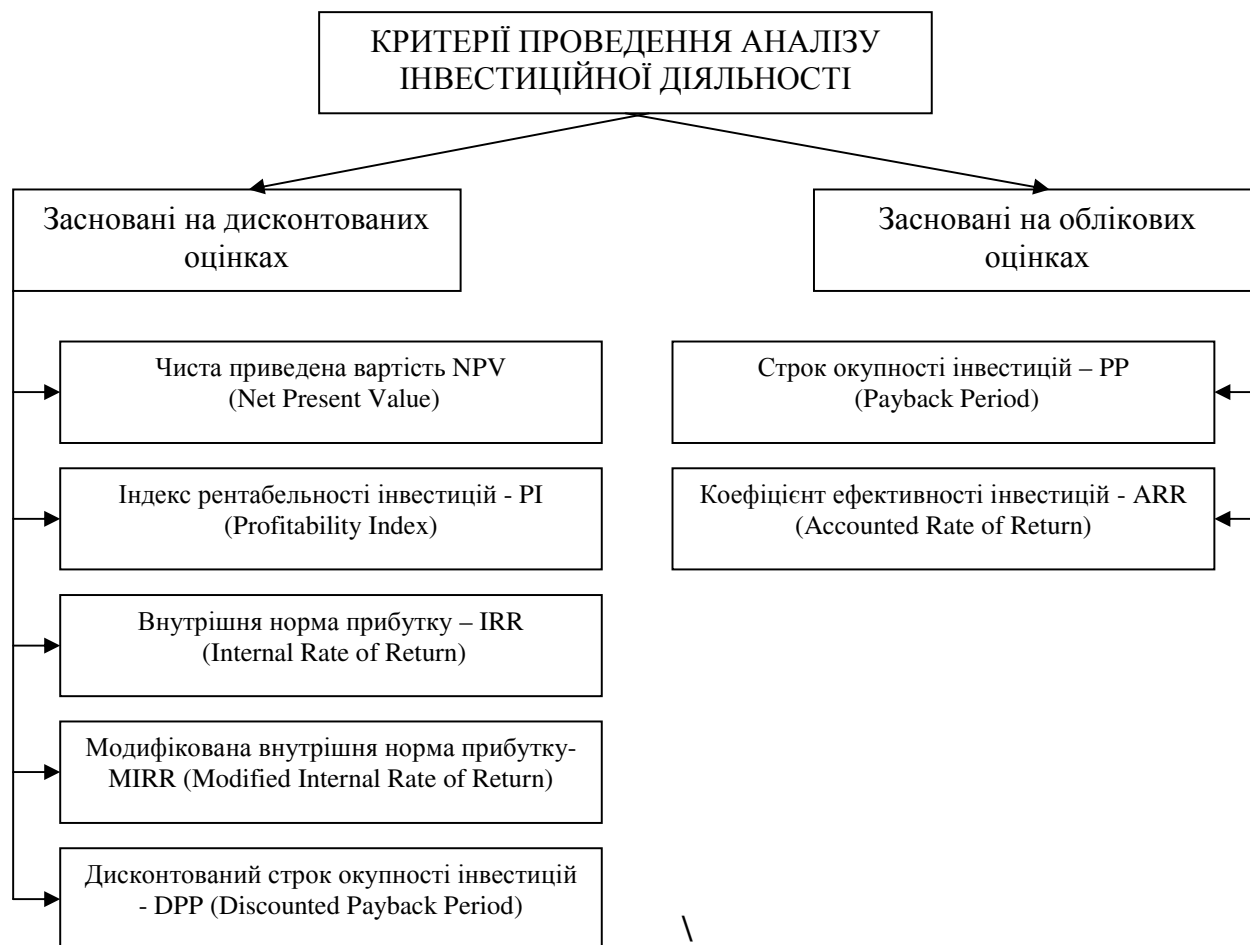 КРИТЕРІЇ ПРОВЕДЕННЯ АНАЛІЗУ
ІНВЕСТИЦІЙНОЇ ДІЯЛЬНОСТІ
Засновані на дисконтованих
оцінках
Засновані на облікових
оцінках
Чиста приведена вартість NPV
(Net Present Value)
Строк окупності інвестицій – PP
(Payback Period)
Індекс рентабельності інвестицій - PI
(Profitability Index)
Коефіцієнт ефективності інвестицій - ARR
(Accounted Rate of Return)
Внутрішня норма прибутку – IRR
(Internal Rate of Return)
Модифікована внутрішня норма прибутку-
MIRR (Modified Internal Rate of Return)
Дисконтований строк окупності інвестицій
- DPP (Discounted Payback Period)
\